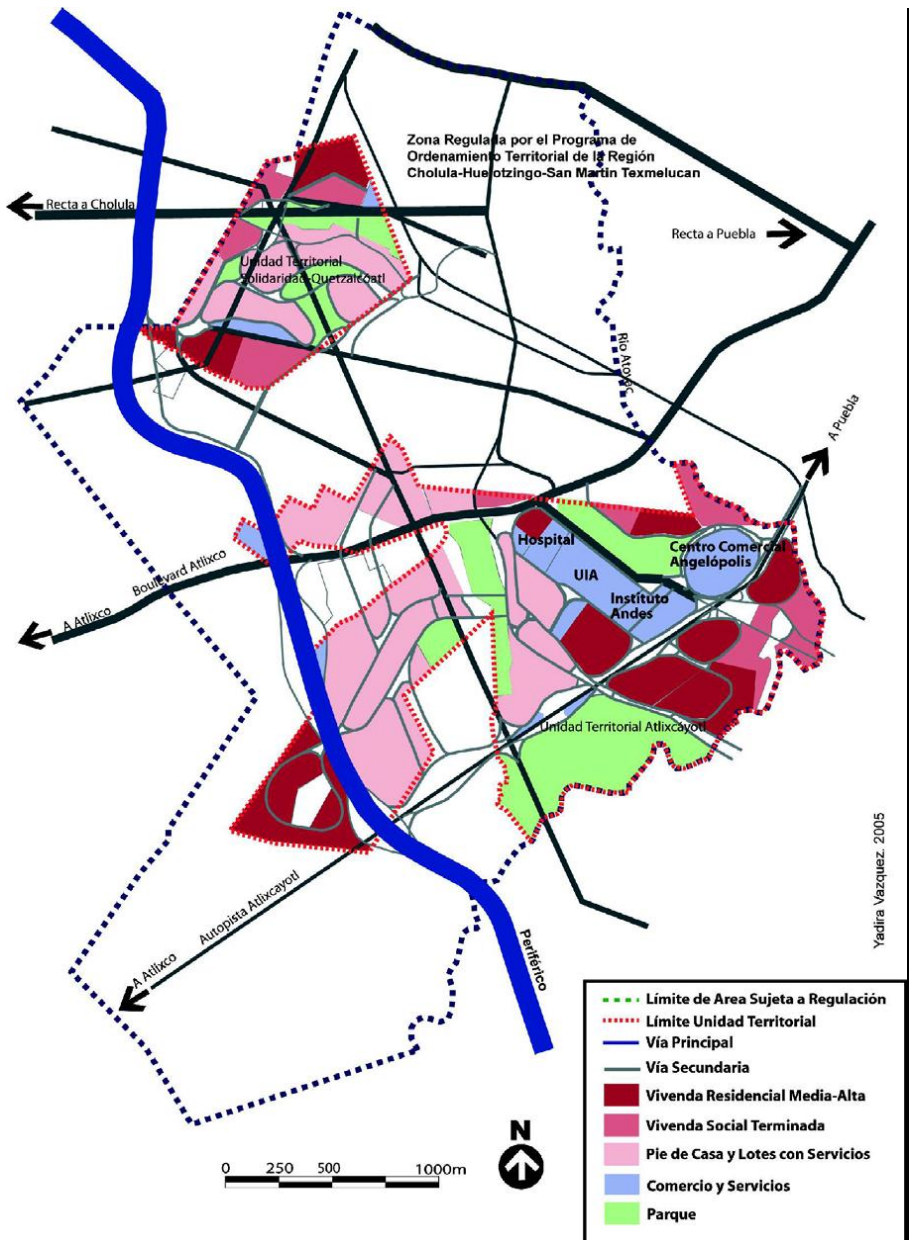 Zona Regulada por el Programa de
Ordenamiento Territorial de la Región
Cholula-Huejotzingo-San Martin Texmelucan
Recta a Cholula
Recta a Puebla
Unidad Territorial
Solidaridad-Quetzalcóatl
Rio Atoyac
A Puebla
Hospital
Centro Comercial
Angelópolis
UIA
Instituto
Andes
Boulevard Atlixco
A Atlixco
Unidad Territorial Atlixcáyotl
Autopista Atlixcayotl
A Atlixco
Periférico
Yadira Vazquez. 2005
Límite de Area Sujeta a Regulación
Límite Unidad Territorial
Vía Principal
Vía Secundaria
Vivenda Residencial Media-Alta
Vivenda Social Terminada
Pie de Casa y Lotes con Servicios
Comercio y Servicios
Parque
N
0 250 500 1000m